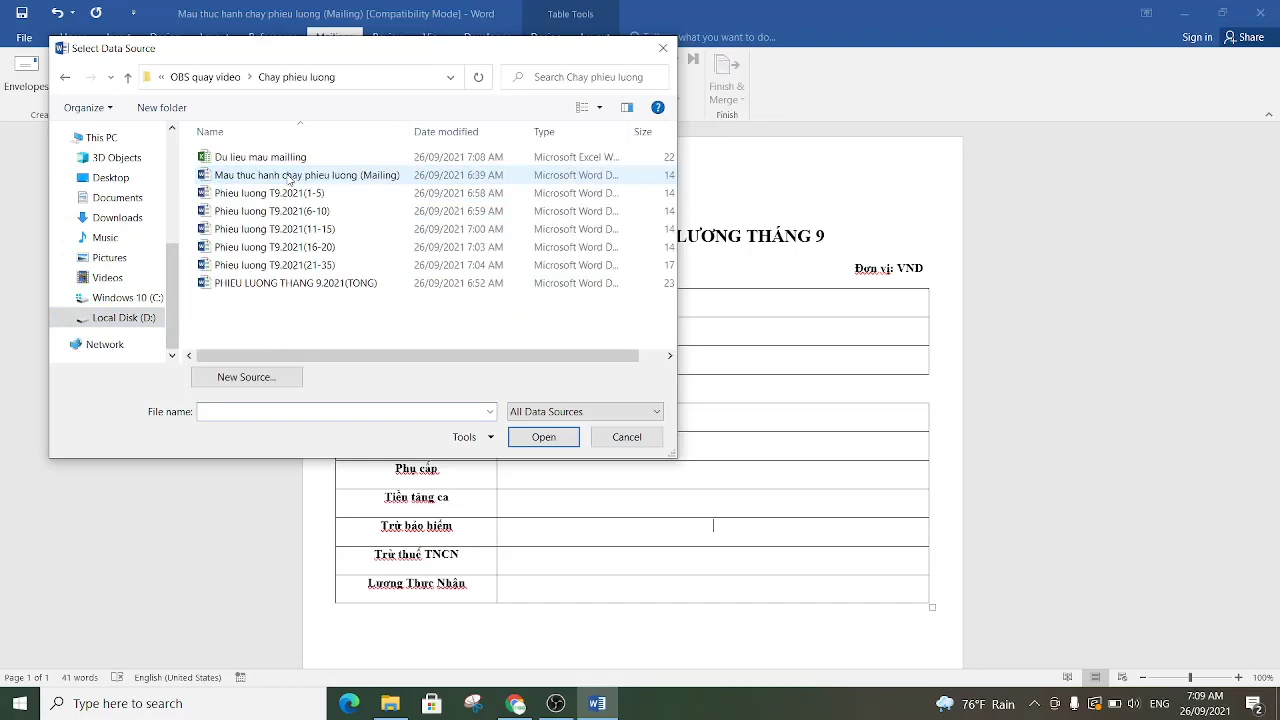 Mau thuc hanh chay phieu luong (Mailing) [Compatibility Mode] - Word
Table Tools
File
what you want to do...
Sign in
Share
Select Data Source
Envelopes
Finish &
Merge
Finish
« OBS quay video > Chay phieu luong
Search Chay phieu luong
Organize
New folder
Name
Date modified
Type
Size
This PC
3D Objects
Desktop
Documents
Downloads
Music
Pictures
Videos
Windows 10 (C:)
Local Disk (D:)
Network
Du lieu mau mailling 26/09/2021 7:08 AM Microsoft Excel W... 22
Mau thuc hanh chay phieu luong (Mailing) 26/09/2021 6:39 AM Microsoft Word D... 14
Phieu luong T9.2021(1-5) 26/09/2021 6:58 AM Microsoft Word D... 14
Phieu luong T9.2021(6-10) 26/09/2021 6:59 AM Microsoft Word D... 14
Phieu luong T9.2021(11-15) 26/09/2021 7:00 AM Microsoft Word D... 14
Phieu luong T9.2021(16-20) 26/09/2021 7:03 AM Microsoft Word D... 14
Phieu luong T9.2021(21-35) 26/09/2021 7:04 AM Microsoft Word D... 17
PHIEU LUONG THANG 9.2021(TONG) 26/09/2021 6:52 AM Microsoft Word D... 23
New Source...
File name:
All Data Sources
Tools
Open
Cancel
LƯƠNG THÁNG 9
Đơn vị: VND
Phụ cấp
Tiền tăng ca
Trừ bảo hiểm
Trừ thuế TNCN
Lương Thực Nhận
Page 1 of 1 41 words English (United States) 100%
Type here to search
76°F Rain
7:09 AM
26/09/2021